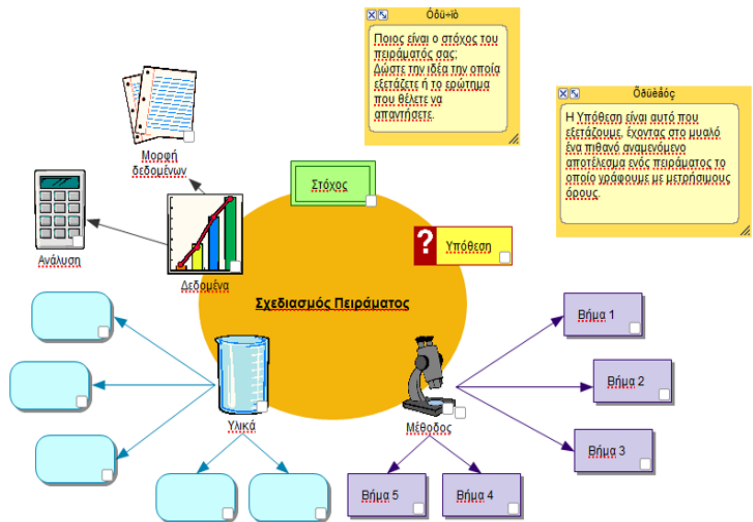 Óôü÷ïò
Ποιος είναι ο στόχος του
πειράματός σας;
Δώστε την ιδέα την οποία
εξετάζετε ή το ερώτημα
που θέλετε να
απαντήσετε.
Õðüèåóç
Η Υπόθεση είναι αυτό που
εξετάζουμε, έχοντας στο μυαλό
ένα πιθανό αναμενόμενο
αποτέλεσμα ενός πειράματος το
οποίο γράφουμε με μετρήσιμους
όρους.
Μορφή
δεδομένων
Στόχος
?
Υπόθεση
Ανάλυση
Δεδομένα
Σχεδιασμός Πειράματος
Βήμα 1
Βήμα 2
Υλικά
Μέθοδος
Βήμα 3
Βήμα 5
Βήμα 4